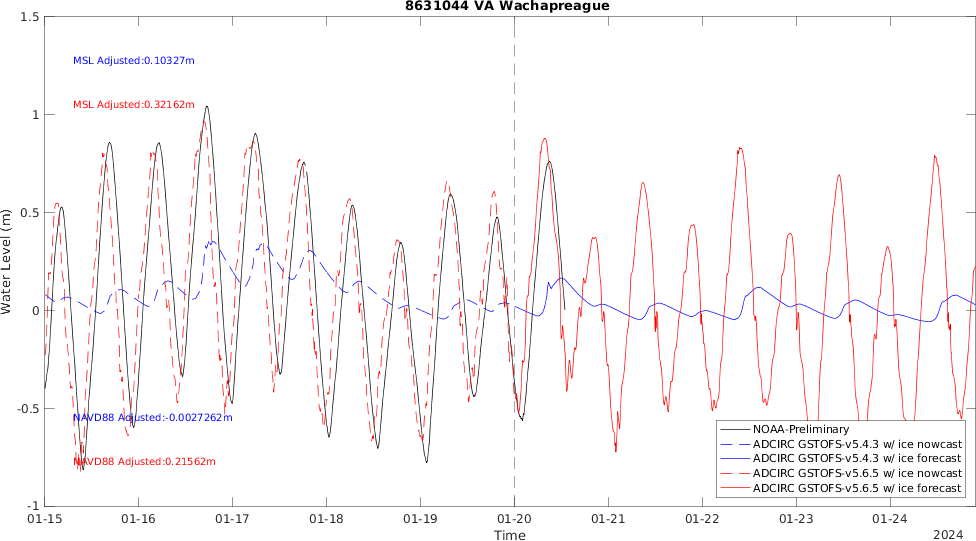 8631044 VA Wachapreague
1.5
1
0.5
0
-0.5
-1
Water Level (m)
MSL Adjusted:0.10327m
MSL Adjusted:0.32162m
NAVD88 Adjusted:-0.0027262m
NAVD88 Adjusted:0.21562m
NOAA-Preliminary
ADCIRC GSTOFS-v5.4.3 w/ ice nowcast
ADCIRC GSTOFS-v5.4.3 w/ ice forecast
ADCIRC GSTOFS-v5.6.5 w/ ice nowcast
ADCIRC GSTOFS-v5.6.5 w/ ice forecast
01-15 01-16 01-17 01-18 01-19 01-20 01-21 01-22 01-23 01-24
Time
2024